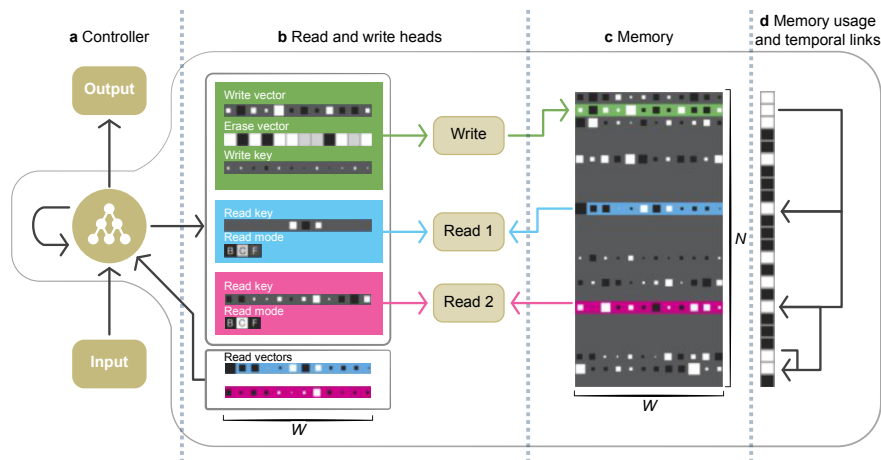 a Controller
b Read and write heads
c Memory
d Memory usage
and temporal links
Output
Input
Write vector
Erase vector
Write key
Read key
Read mode
B C F
Read key
Read mode
B C F
Read vectors
W
Write
Read 1
Read 2
N
W